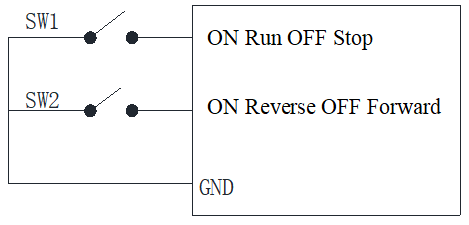 SW1
ON Run OFF Stop
SW2
ON Reverse OFF Forward
GND